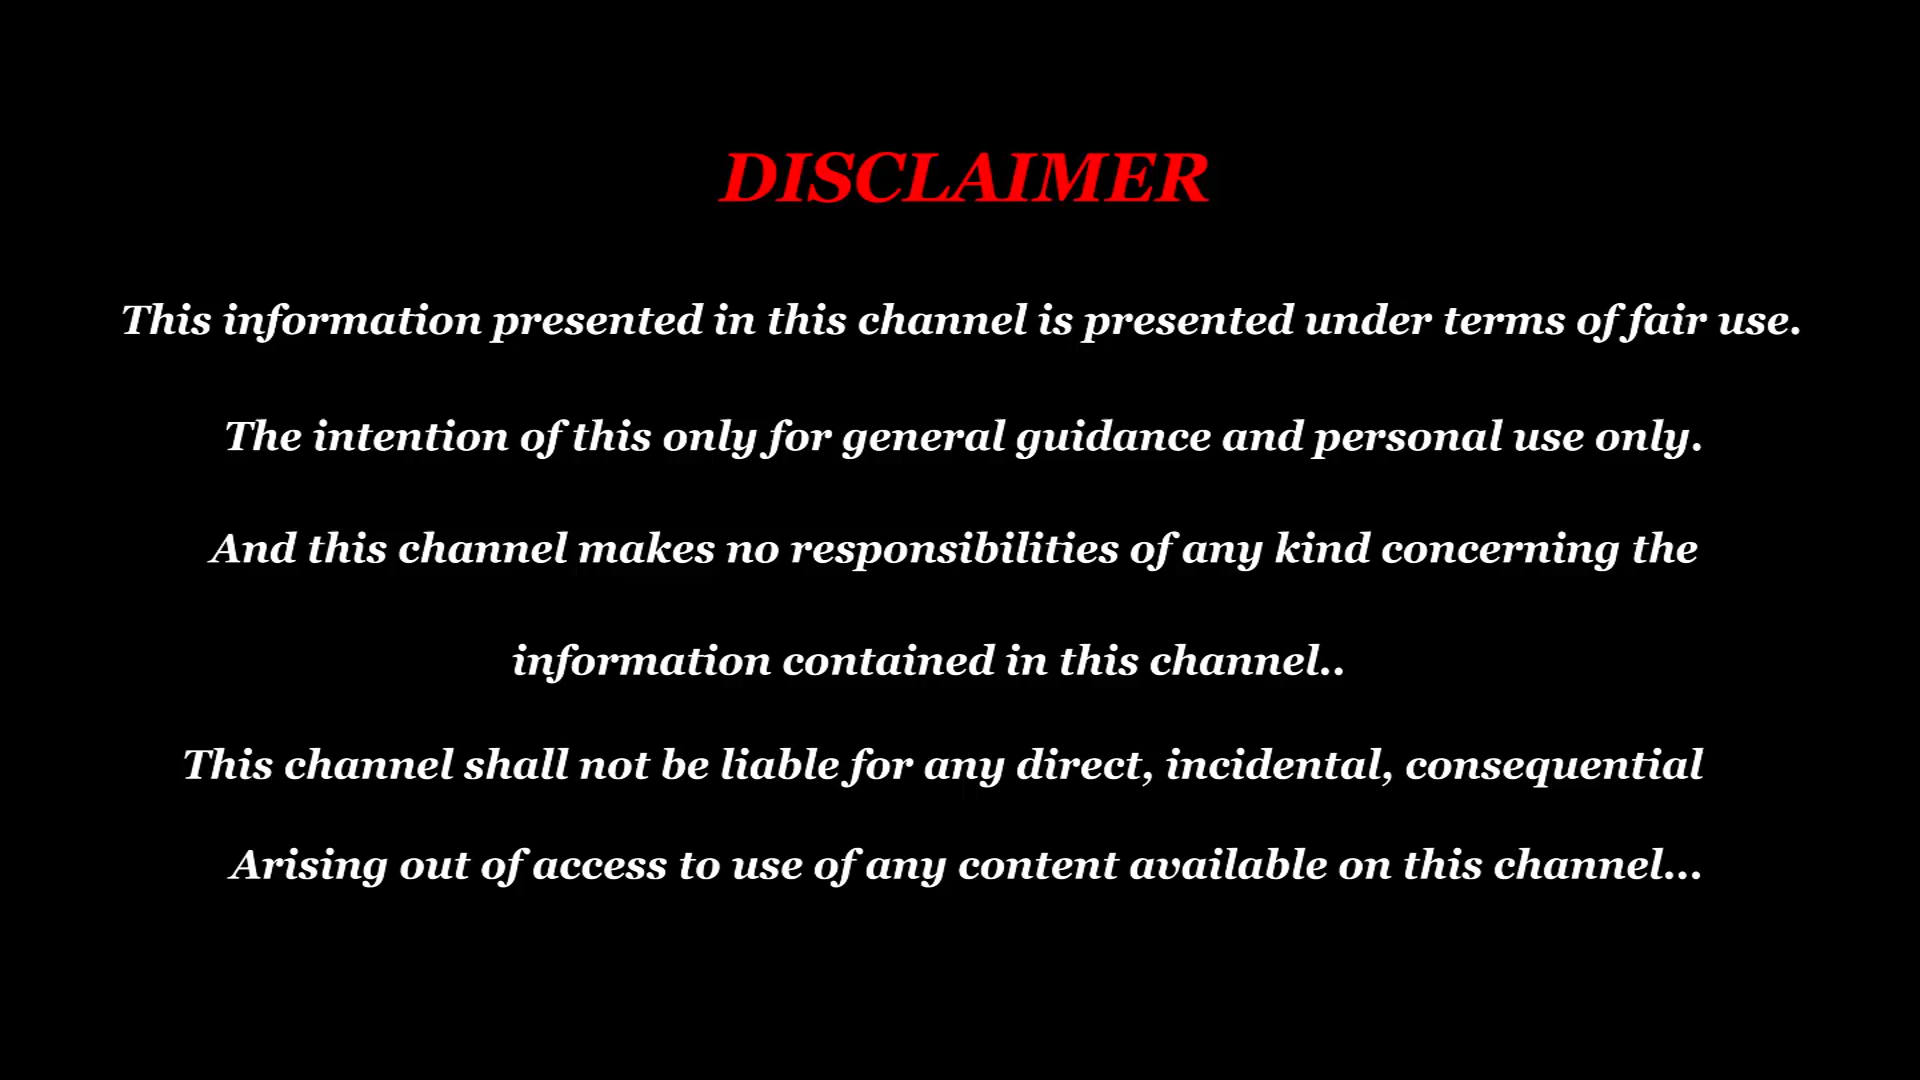 DISCLAIMER
This information presented in this channel is presented under terms of fair use.
The intention of this only for general guidance and personal use only.
And this channel makes no responsibilities of any kind concerning the
information contained in this channel..
This channel shall not be liable for any direct, incidental, consequential
Arising out of access to use of any content available on this channel...